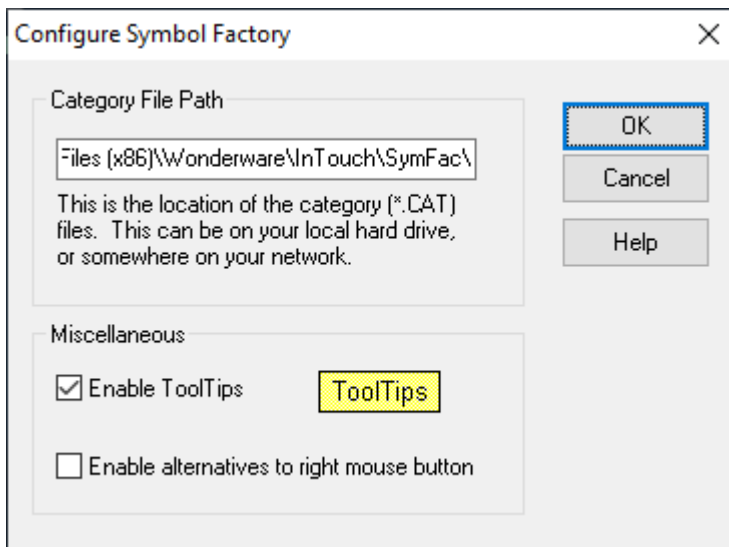 Configure Symbol Factory
Category File Path
Files (x86)\Wonderware\InTouch\SymFac\
This is the location of the category (*.CAT)
files.  This can be on your local hard drive,
or somewhere on your network.
OK
Cancel
Help
Miscellaneous
Enable ToolTips
ToolTips
Enable alternatives to right mouse button